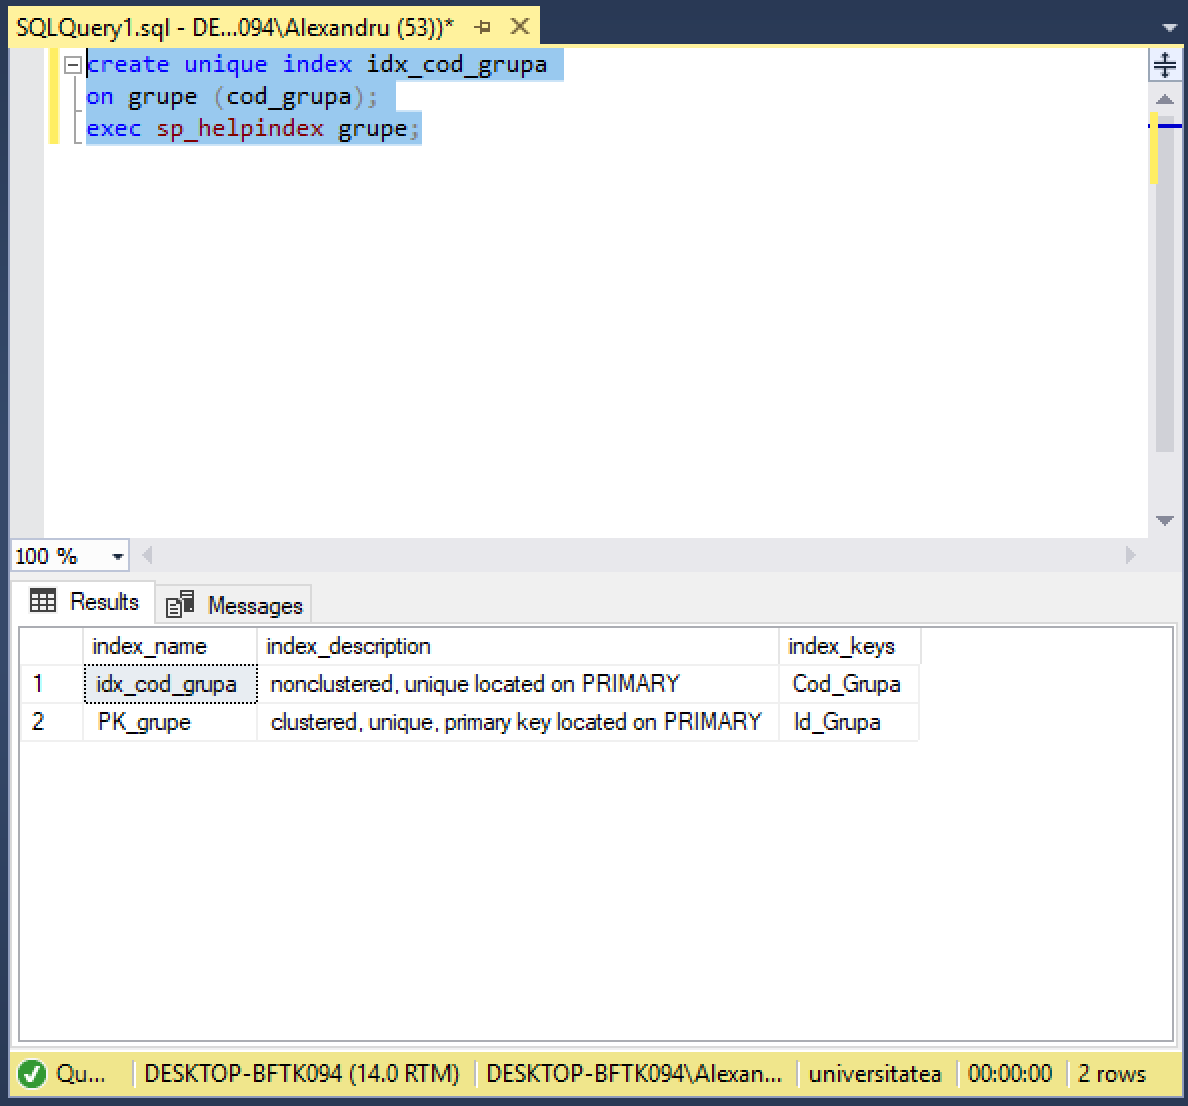 SQLQuery1.sql - DE...094\Alexandru (53))*
create unique index idx_cod_grupa
on grupe (cod_grupa);
exec sp_helpindex grupe;
100 %
Results Messages
index_name index_description index_keys
1 idx_cod_grupa nonclustered, unique located on PRIMARY Cod_Grupa
2 PK_grupe clustered, unique, primary key located on PRIMARY Id_Grupa
Qu... DESKTOP-BFTK094 (14.0 RTM) DESKTOP-BFTK094\Alexan... universitatea 00:00:00 2 rows